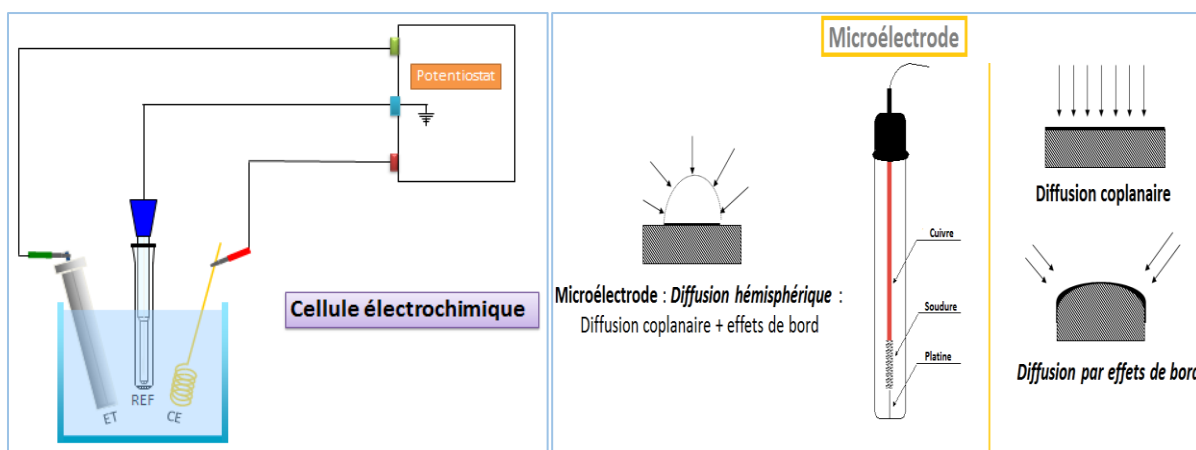 Potentiostat
ET
REF
CE
Cellule électrochimique
Microélectrode
Microélectrode : Diffusion hémisphérique :
Diffusion coplanaire + effets de bord
Cuivre
Soudure
Platine
Diffusion coplanaire
Diffusion par effets de bord